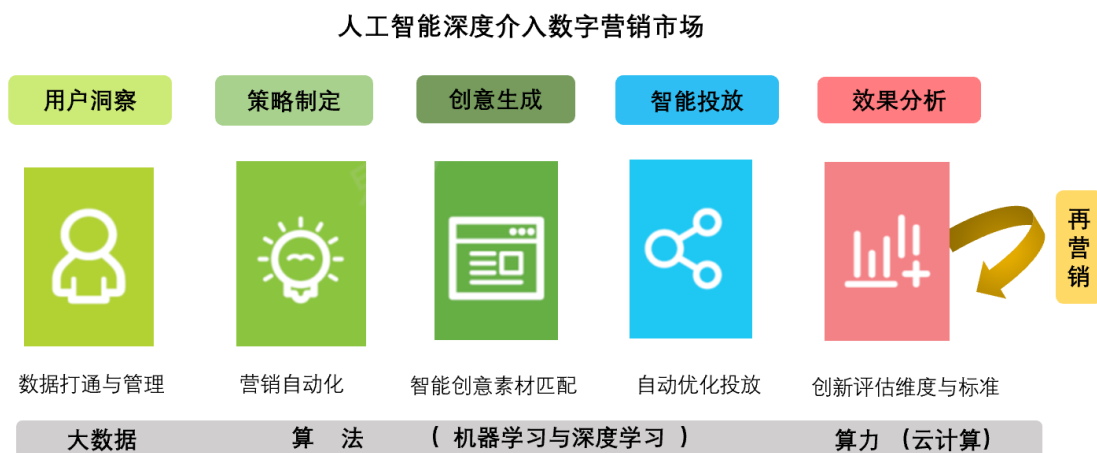 人工智能深度介入数字营销市场
用户洞察 策略制定 创意生成 智能投放 效果分析
再营销
数据打通与管理 营销自动化 智能创意素材匹配 自动优化投放 创新评估维度与标准
大数据 算 法 （ 机器学习与深度学习 ） 算力 （云计算）